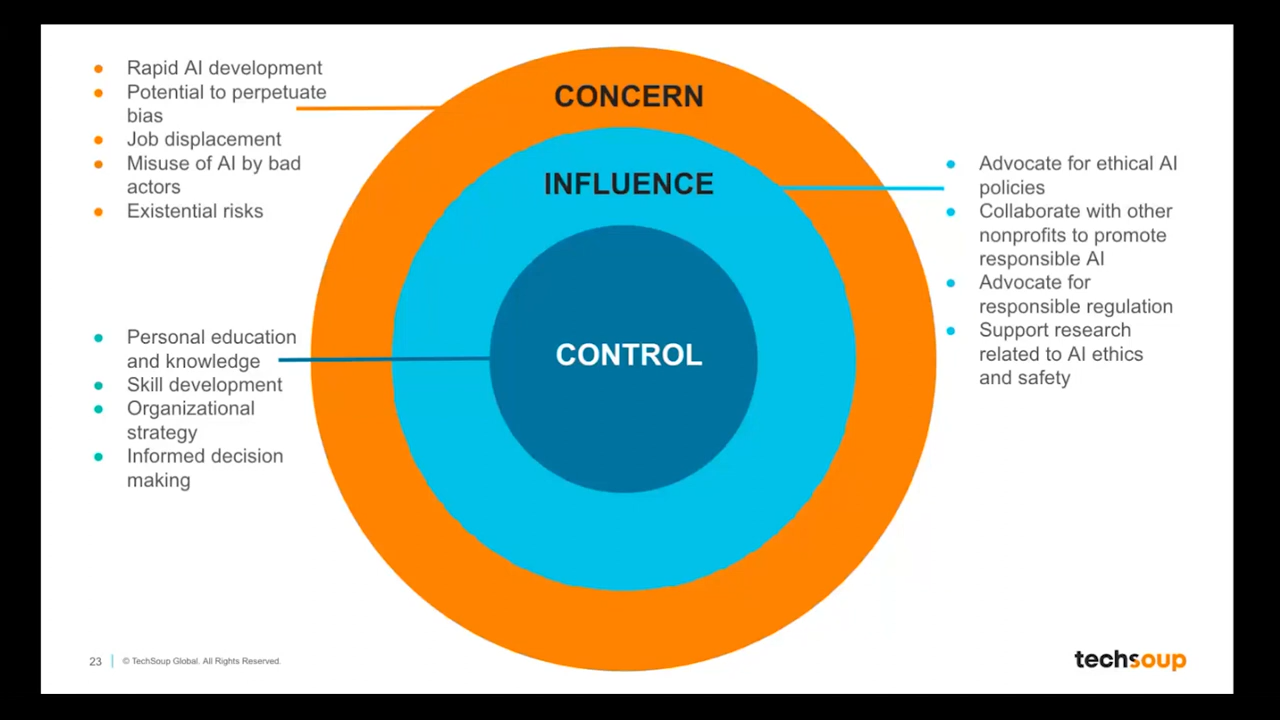 Rapid AI development
Potential to perpetuate
bias
Job displacement
Misuse of AI by bad
actors
Existential risks
CONCERN
INFLUENCE
Advocate for ethical AI
policies
Collaborate with other
nonprofits to promote
responsible AI
Advocate for
responsible regulation
Support research
related to AI ethics
and safety
Personal education
and knowledge
Skill development
Organizational
strategy
Informed decision
making
CONTROL
23 | © TechSoup Global. All Rights Reserved.
techsoup